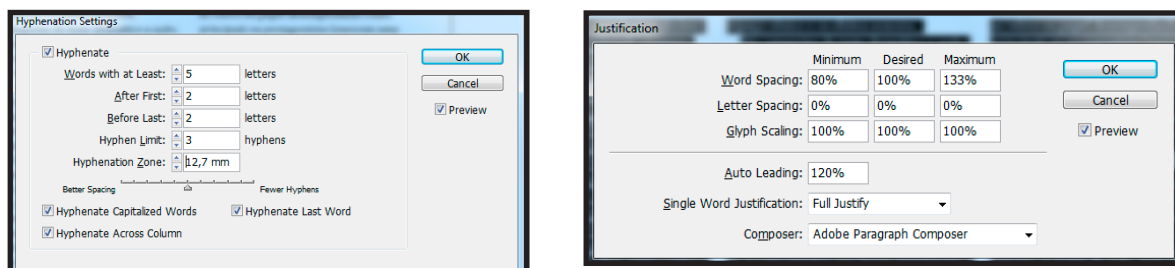 Hyphenation Settings
Hyphenate
Words with at Least: 5 letters
After First: 2 letters
Before Last: 2 letters
Hyphen Limit: 3 hyphens
Hyphenation Zone: 12,7 mm
Better Spacing Fewer Hyphens
Hyphenate Capitalized Words Hyphenate Last Word
Hyphenate Across Column
OK
Cancel
Preview
Justification
Minimum Desired Maximum
Word Spacing: 80% 100% 133%
Letter Spacing: 0% 0% 0%
Glyph Scaling: 100% 100% 100%
Auto Leading: 120%
Single Word Justification: Full Justify
Composer: Adobe Paragraph Composer
OK
Cancel
Preview